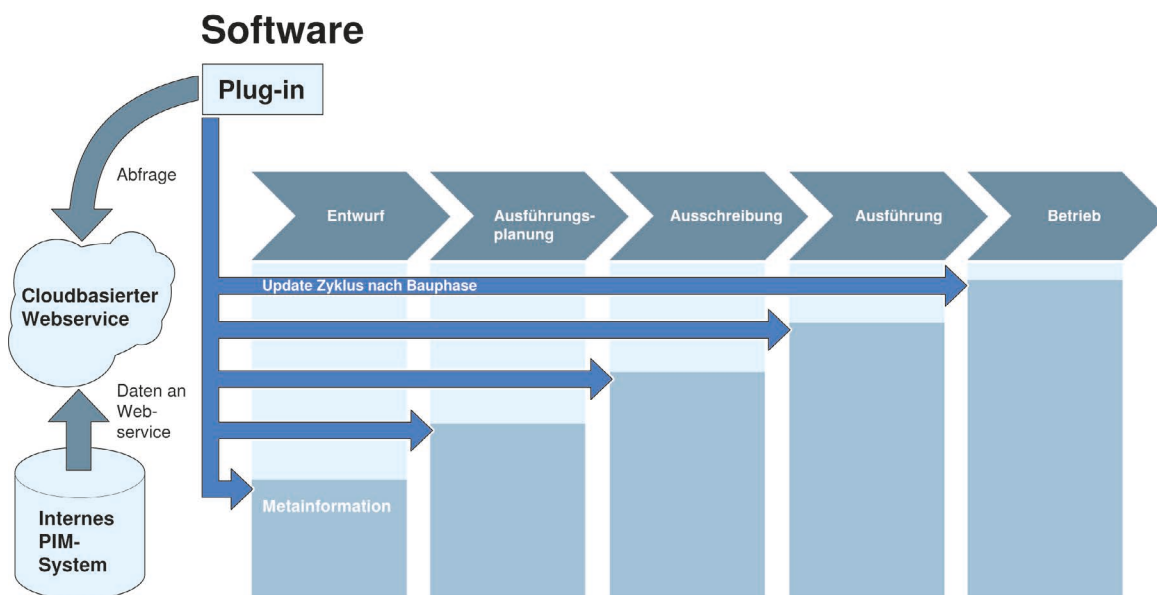 Software
Plug-in
Abfrage
Cloudbasierter
Webservice
Daten an
Web-
service
Internes
PIM-
System
Entwurf
Ausführungs-
planung
Ausschreibung
Ausführung
Betrieb
Update Zyklus nach Bauphase
Metainformation